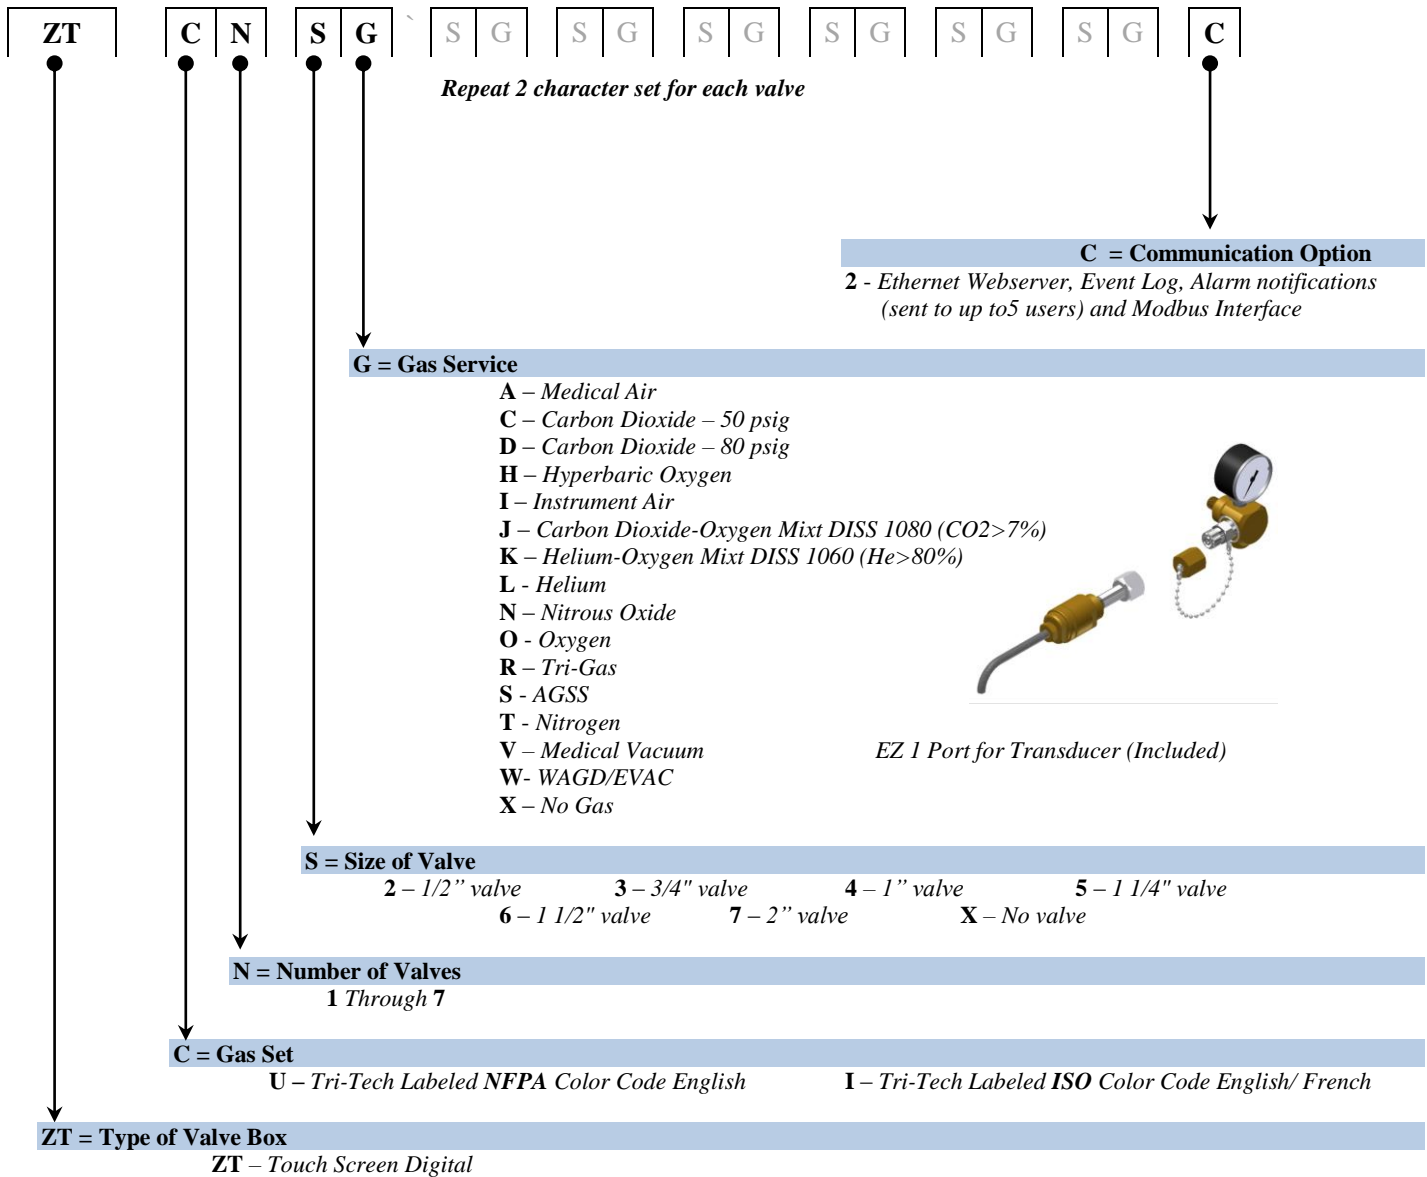 ZT C N S G ` S G S G S G S G S G S G C
Repeat 2 character set for each valve
C = Communication Option
2 - Ethernet Webserver, Event Log, Alarm notifications
(sent to up to5 users) and Modbus Interface
G = Gas Service
A – Medical Air
C – Carbon Dioxide – 50 psig
D – Carbon Dioxide – 80 psig
H – Hyperbaric Oxygen
I – Instrument Air
J – Carbon Dioxide-Oxygen Mixt DISS 1080 (CO2>7%)
K – Helium-Oxygen Mixt DISS 1060 (He>80%)
L - Helium
N – Nitrous Oxide
O - Oxygen
R – Tri-Gas
S - AGSS
T - Nitrogen
V – Medical Vacuum
EZ 1 Port for Transducer (Included)
W- WAGD/EVAC
X – No Gas
S = Size of Valve
2 – 1/2” valve 3 – 3/4" valve 4 – 1” valve 5 – 1 1/4" valve
6 – 1 1/2" valve 7 – 2” valve X – No valve
N = Number of Valves
1 Through 7
C = Gas Set
U – Tri-Tech Labeled NFPA Color Code English I – Tri-Tech Labeled ISO Color Code English/ French
ZT = Type of Valve Box
ZT – Touch Screen Digital